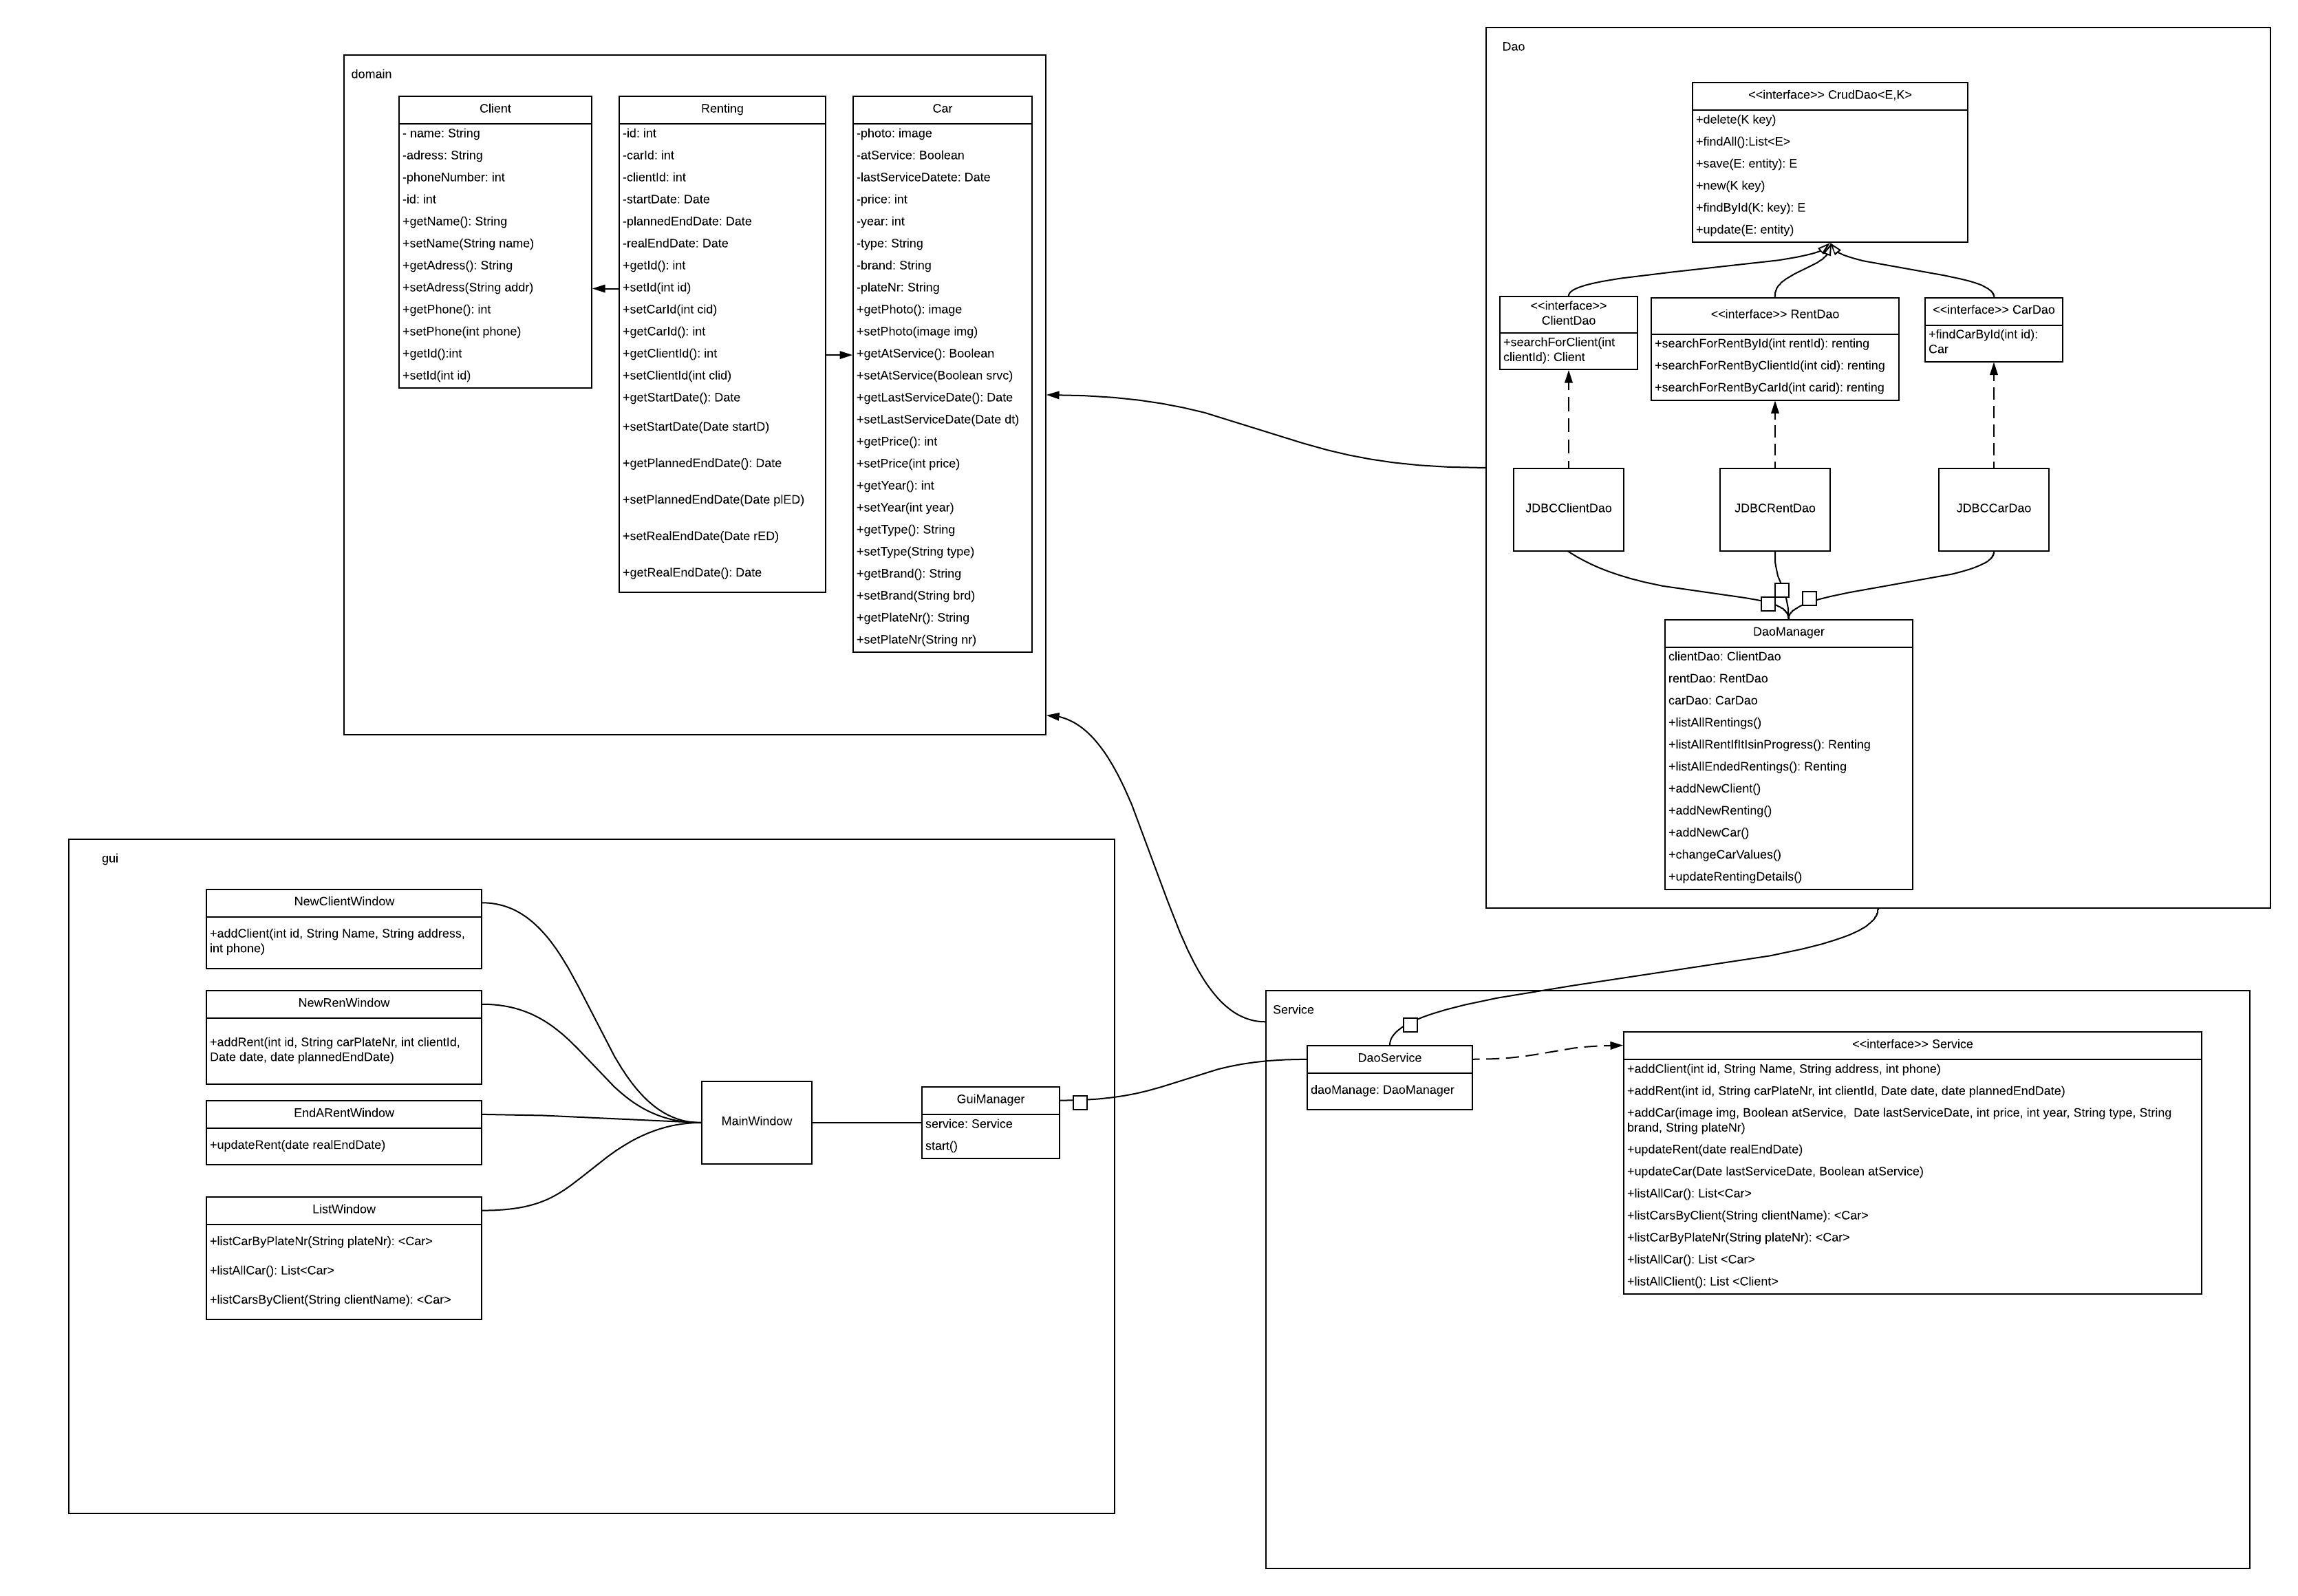 domain
Client
- name: String
-adress: String
-phoneNumber: int
-id: int
+getName(): String
+setName(String name)
+getAdress(): String
+setAdress(String addr)
+getPhone(): int
+setPhone(int phone)
+getId():int
+setId(int id)
Renting
-id: int
-carId: int
-clientId: int
-startDate: Date
-plannedEndDate: Date
-realEndDate: Date
+getId(): int
+setId(int id)
+setCarId(int cid)
+getCarId(): int
+getClientId(): int
+setClientId(int clid)
+getStartDate(): Date
+setStartDate(Date startD)
+getPlannedEndDate(): Date
+setPlannedEndDate(Date plED)
+setRealEndDate(Date rED)
+getRealEndDate(): Date
Car
-photo: image
-atService: Boolean
-lastServiceDatete: Date
-price: int
-year: int
-type: String
-brand: String
-plateNr: String
+getPhoto(): image
+setPhoto(image img)
+getAtService(): Boolean
+setAtService(Boolean srvc)
+getLastServiceDate(): Date
+setLastServiceDate(Date dt)
+getPrice(): int
+setPrice(int price)
+getYear(): int
+setYear(int year)
+getType(): String
+setType(String type)
+getBrand(): String
+setBrand(String brd)
+getPlateNr(): String
+setPlateNr(String nr)
Dao
<<interface>> CrudDao<E,K>
+delete(K key)
+findAll():List<E>
+save(E: entity): E
+new(K key)
+findById(K: key): E
+update(E: entity)
<<interface>>
ClientDao
+searchForClient(int
clientId): Client
<<interface>> RentDao
+searchForRentById(int rentId): renting
+searchForRentByClientId(int cid): renting
+searchForRentByCarId(int carid): renting
<<interface>> CarDao
+findCarById(int id):
Car
JDBCClientDao
JDBCRentDao
JDBCCarDao
DaoManager
clientDao: ClientDao
rentDao: RentDao
carDao: CarDao
+listAllRentings()
+listAllRentIfItIsinProgress(): Renting
+listAllEndedRentings(): Renting
+addNewClient()
+addNewRenting()
+addNewCar()
+changeCarValues()
+updateRentingDetails()
gui
NewClientWindow
+addClient(int id, String Name, String address,
int phone)
NewRenWindow
+addRent(int id, String carPlateNr, int clientId,
Date date, date plannedEndDate)
EndARentWindow
+updateRent(date realEndDate)
ListWindow
+listCarByPlateNr(String plateNr): <Car>
+listAllCar(): List<Car>
+listCarsByClient(String clientName): <Car>
MainWindow
GuiManager
service: Service
start()
Service
DaoService
daoManage: DaoManager
<<interface>> Service
+addClient(int id, String Name, String address, int phone)
+addRent(int id, String carPlateNr, int clientId, Date date, date plannedEndDate)
+addCar(image img, Boolean atService,  Date lastServiceDate, int price, int year, String type, String
brand, String plateNr)
+updateRent(date realEndDate)
+updateCar(Date lastServiceDate, Boolean atService)
+listAllCar(): List<Car>
+listCarsByClient(String clientName): <Car>
+listCarByPlateNr(String plateNr): <Car>
+listAllCar(): List <Car>
+listAllClient(): List <Client>